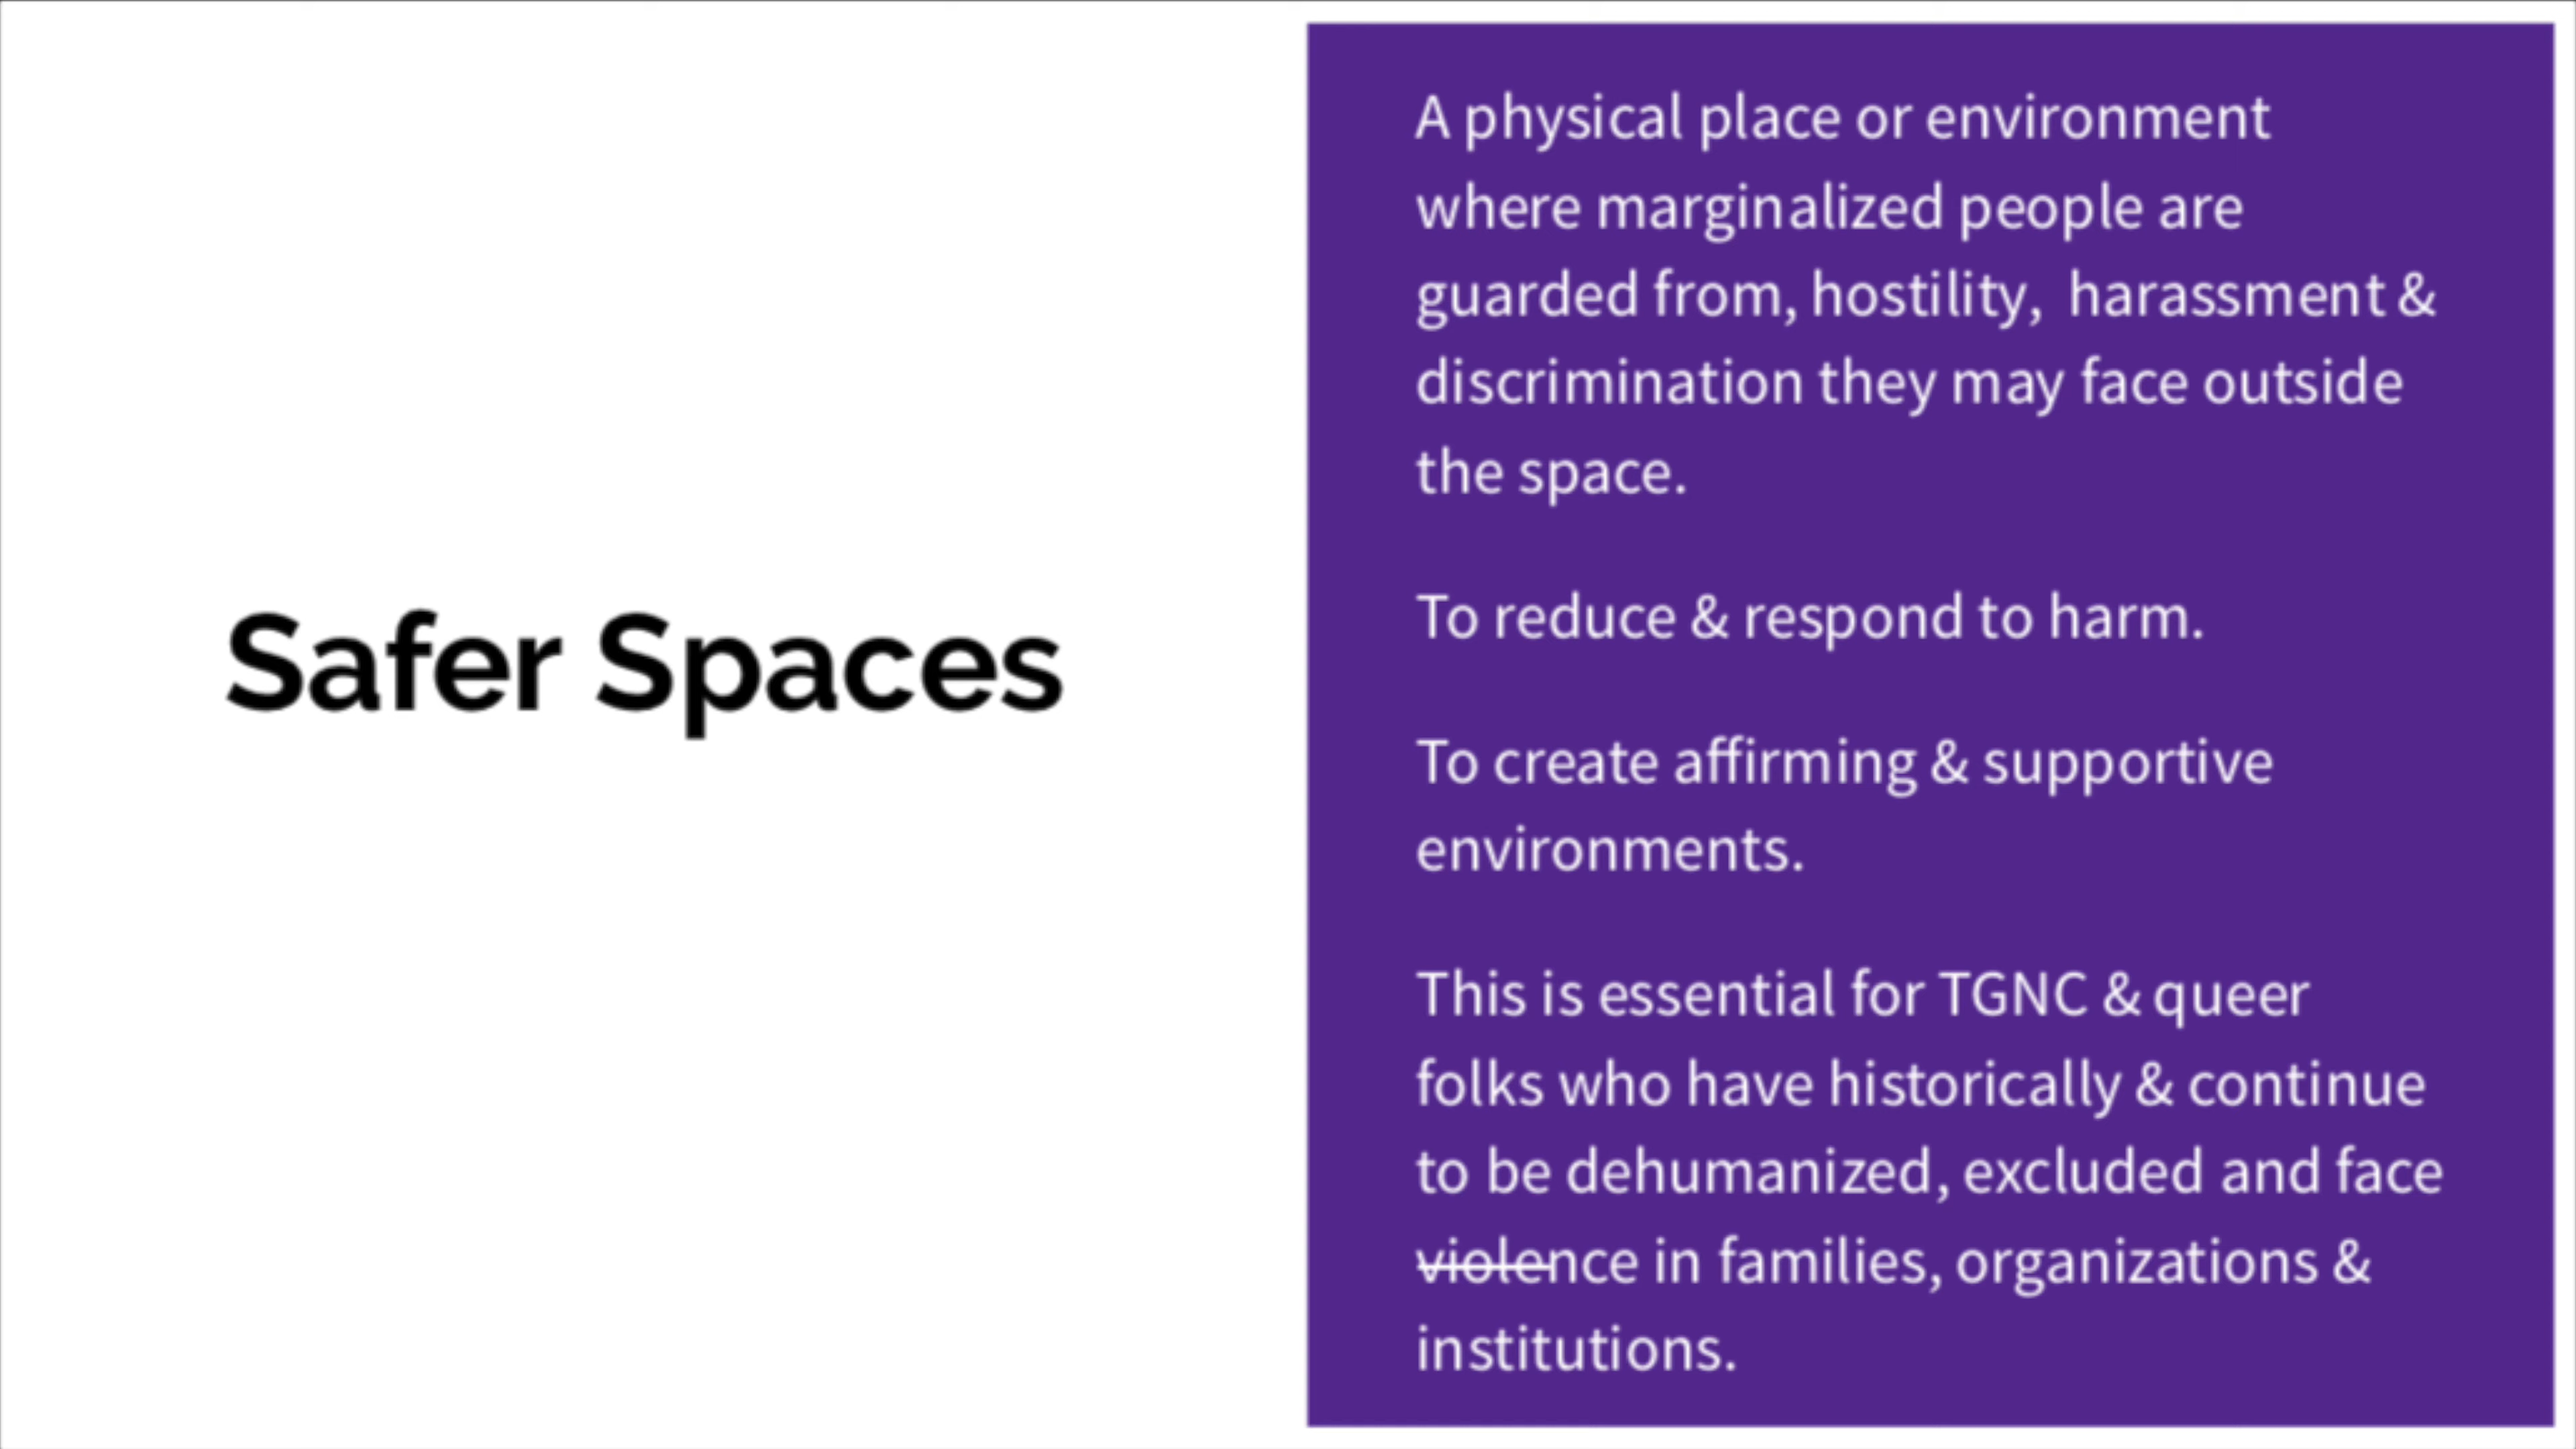 Safer Spaces
A physical place or environment
where marginalized people are
guarded from, hostility,  harassment &
discrimination they may face outside
the space.
To reduce & respond to harm.
To create affirming & supportive
environments.
This is essential for TGNC & queer
folks who have historically & continue
to be dehumanized, excluded and face
violence in families, organizations &
institutions.